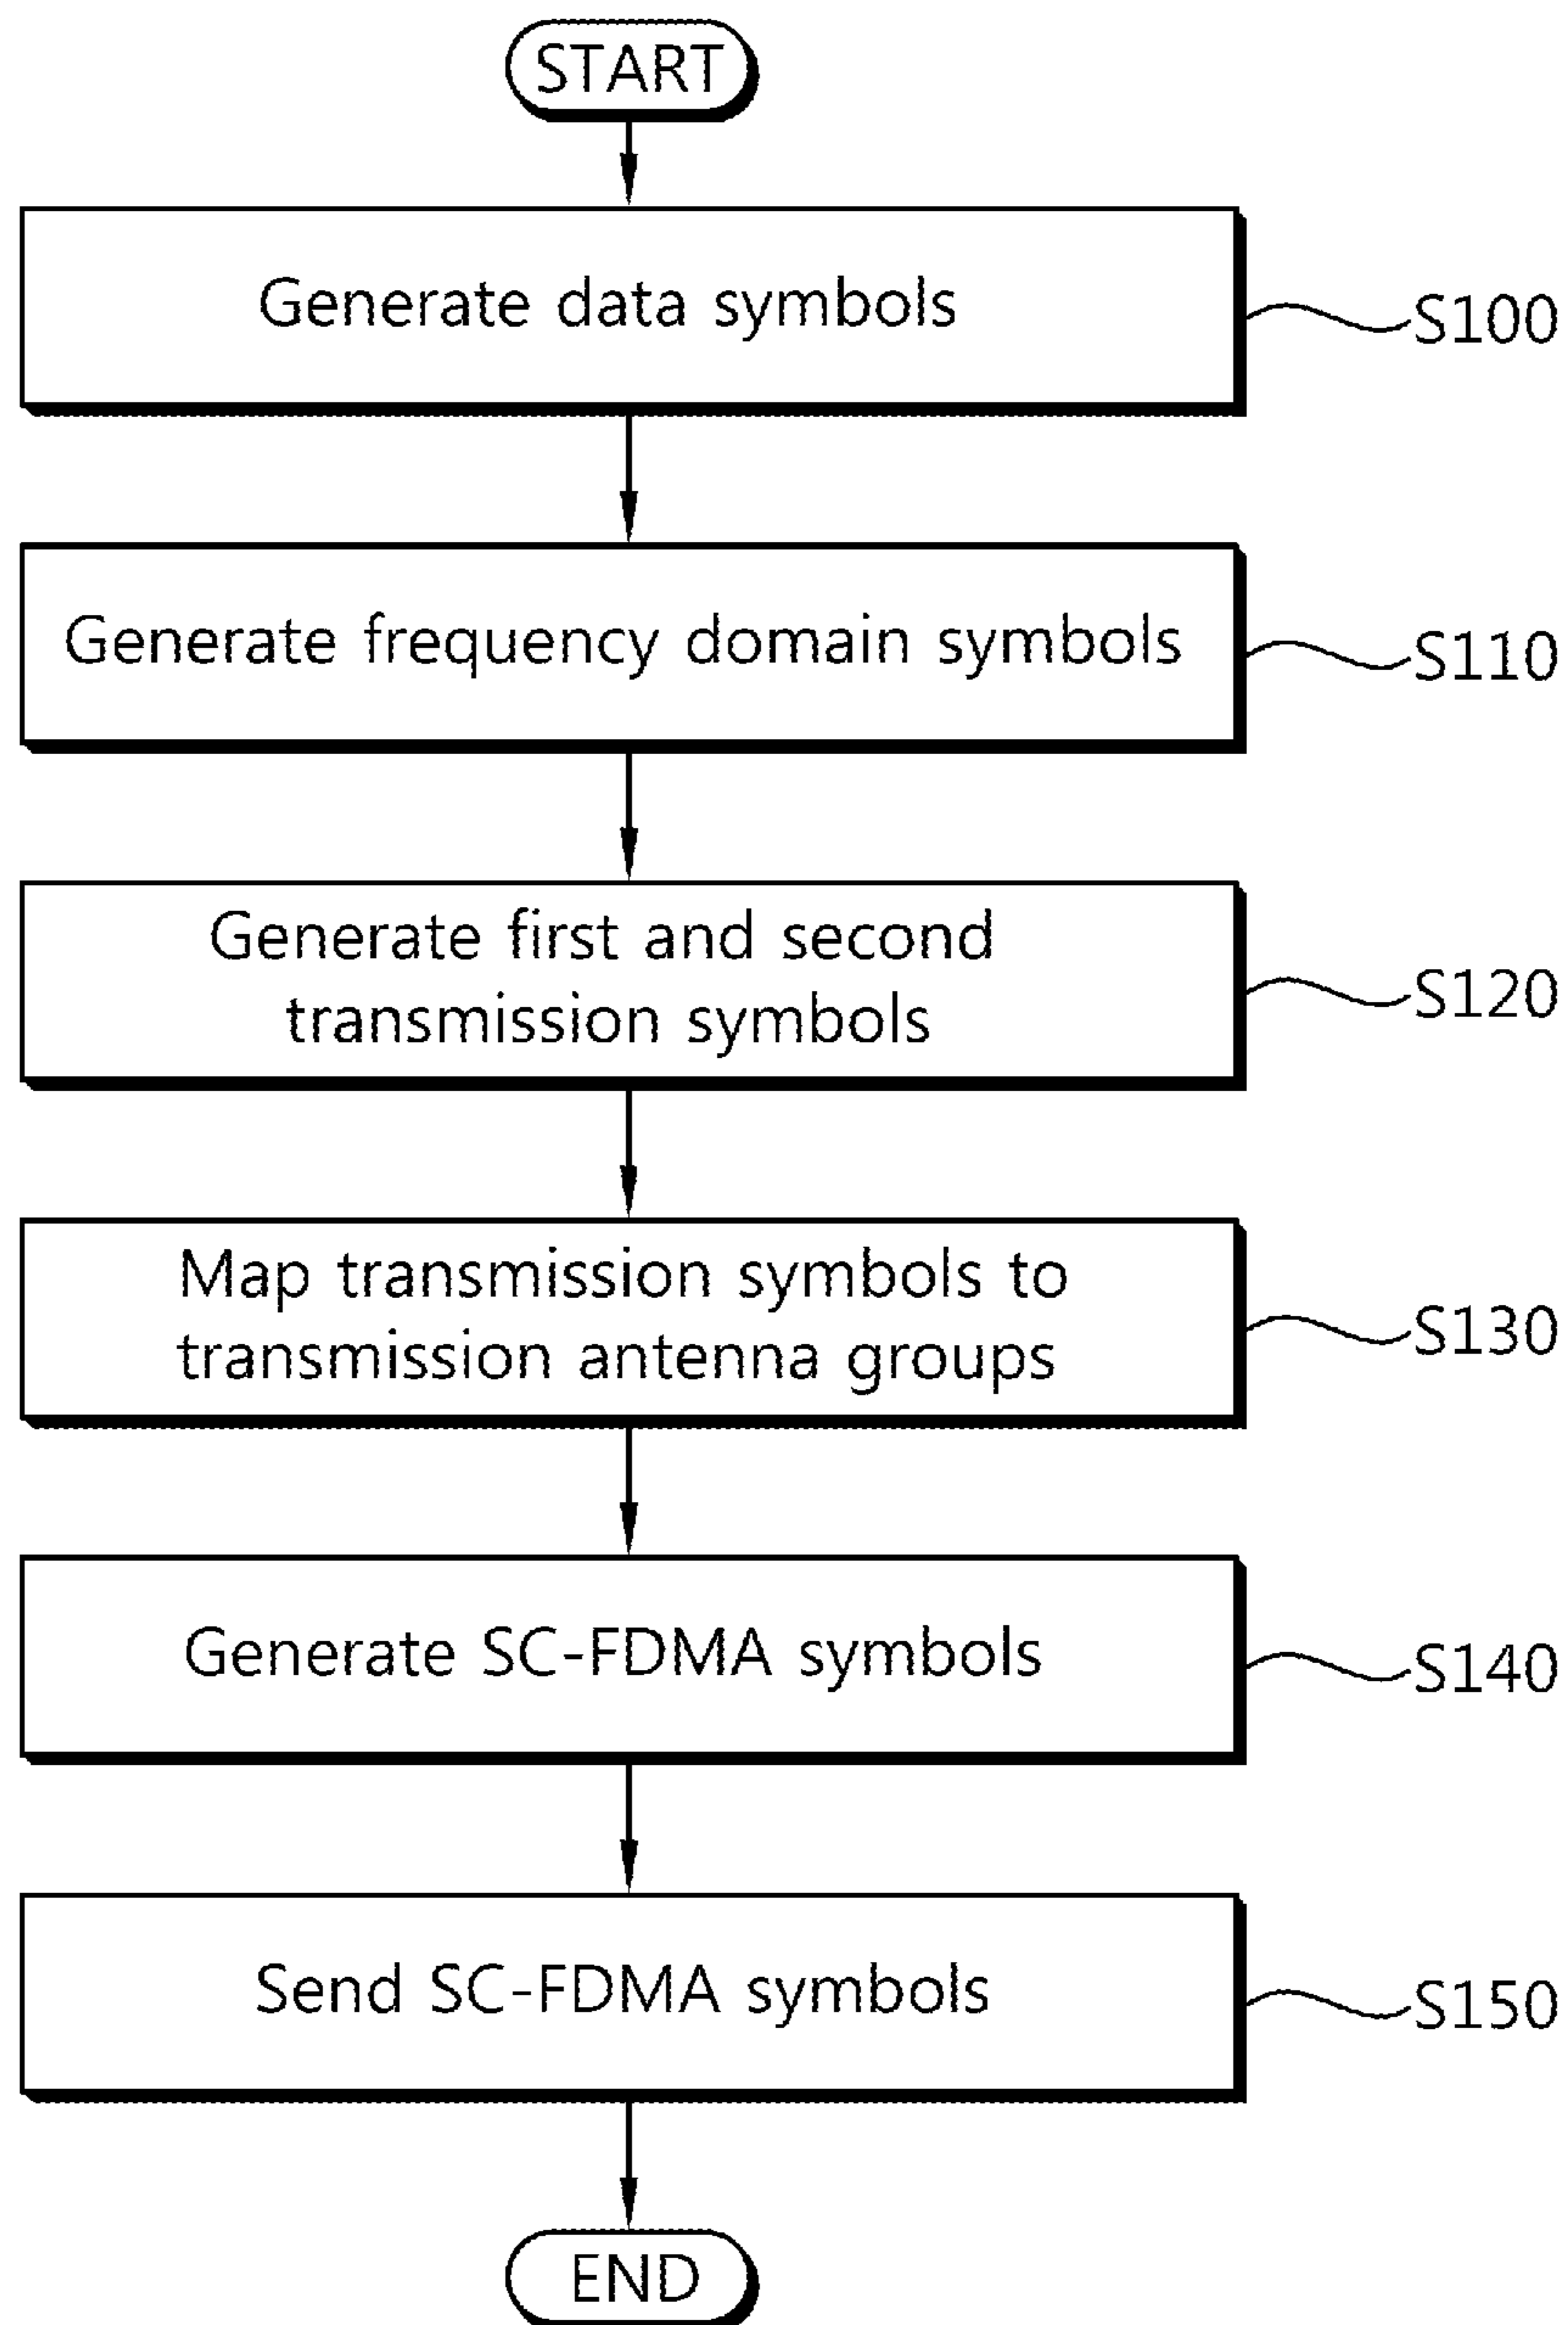 START
Generate data symbols
S100
Generate frequency domain symbols
S110
Generate first and second
transmission symbols
S120
Map transmission symbols to
transmission antenna groups
S130
Generate SC-FDMA symbols
S140
Send SC-FDMA symbols
S150
END